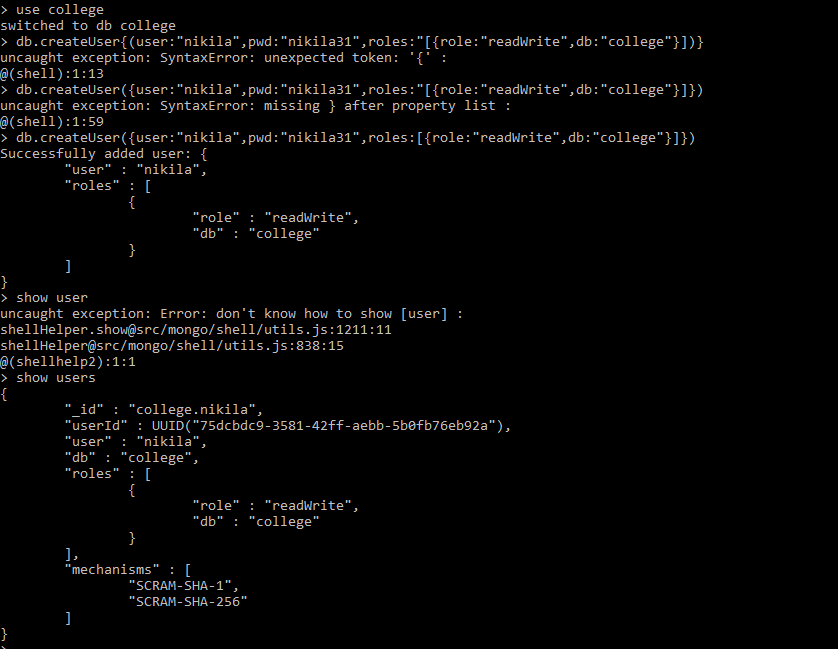 > use college
switched to db college
> db.createUser{(user:"nikila",pwd:"nikila31",roles:"[{role:"readWrite",db:"college"}])}
uncaught exception: SyntaxError: unexpected token: '{' :
@(shell):1:13
> db.createUser({user:"nikila",pwd:"nikila31",roles:"[{role:"readWrite",db:"college"}]})
uncaught exception: SyntaxError: missing } after property list :
@(shell):1:59
> db.createUser({user:"nikila",pwd:"nikila31",roles:[{role:"readWrite",db:"college"}]})
Successfully added user: {
        "user" : "nikila",
        "roles" : [
                {
                        "role" : "readWrite",
                        "db" : "college"
                }
        ]
}
> show user
uncaught exception: Error: don't know how to show [user] :
shellHelper.show@src/mongo/shell/utils.js:1211:11
shellHelper@src/mongo/shell/utils.js:838:15
@(shellhelp2):1:1
> show users
{
        "_id" : "college.nikila",
        "userId" : UUID("75dcbdc9-3581-42ff-aebb-5b0fb76eb92a"),
        "user" : "nikila",
        "db" : "college",
        "roles" : [
                {
                        "role" : "readWrite",
                        "db" : "college"
                }
        ],
        "mechanisms" : [
                "SCRAM-SHA-1",
                "SCRAM-SHA-256"
        ]
}